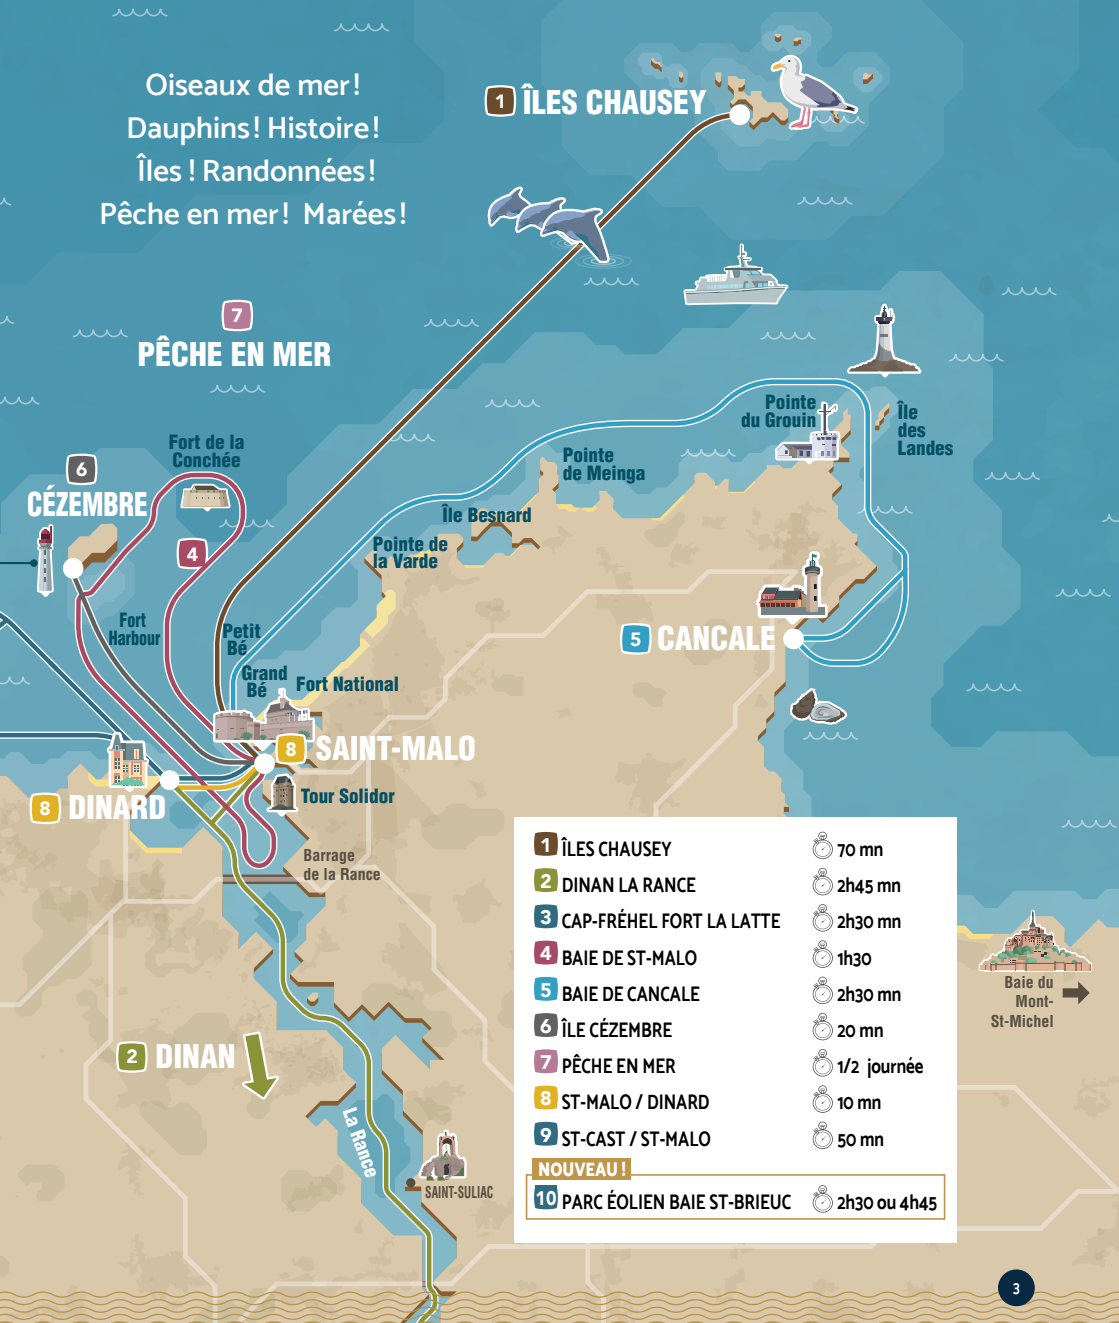 Oiseaux de mer!
Dauphins! Histoire!
Îles ! Randonnées!
Pêche en mer!  Marées!
1 ÎLES CHAUSEY
7
PÊCHE EN MER
Pointe
du Grouin
Île
des
Landes
Fort de la
Conchée
6
CÉZEMBRE
Pointe
de Meinga
Île Besnard
4
Pointe de
la Varde
Fort
Harbour
Petit
Bé
5 CANCALE
Grand
Bé
Fort National
8 SAINT-MALO
8 DINARD
Tour Solidor
Barrage
de la Rance
2 DINAN
La Rance
SAINT-SULIAC
Baie du
Mont-
St-Michel
1 ÎLES CHAUSEY 70 mn
2 DINAN LA RANCE 2h45 mn
3 CAP-FRÉHEL FORT LA LATTE 2h30 mn
4 BAIE DE ST-MALO 1h30
5 BAIE DE CANCALE 2h30 mn
6 ÎLE CÉZEMBRE 20 mn
7 PÊCHE EN MER 1/2 journée
8 ST-MALO / DINARD 10 mn
9 ST-CAST / ST-MALO 50 mn
NOUVEAU !
10 PARC ÉOLIEN BAIE ST-BRIEUC 2h30 ou 4h45
3